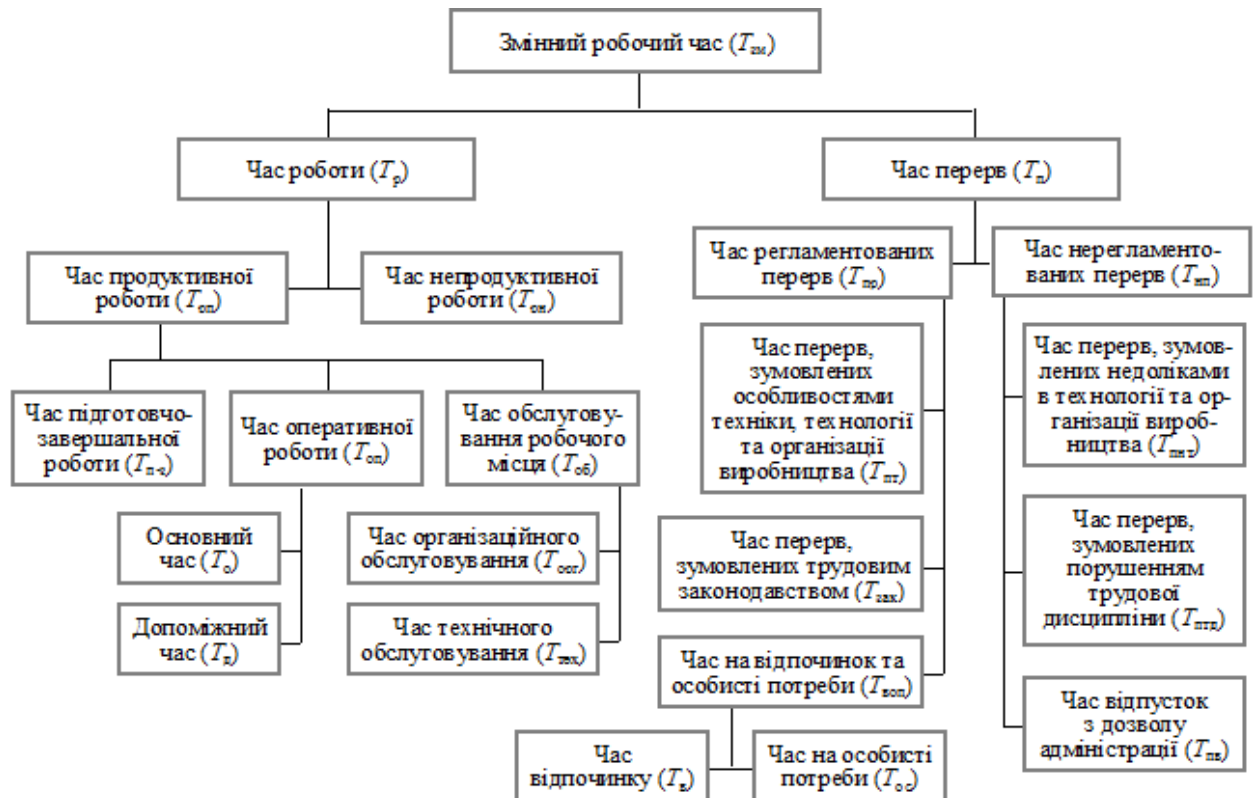 Змінний робочий час (Tзм)
Час роботи (Tр)
Час перерв (Tп)
Час продуктивної
роботи (Tоп)
Час непродуктивної
роботи (Tон)
Час регламентованих
перерв (Tпр)
Час нерегламенто-
ваних перерв (Tнп)
Час підготовчо-
завершальної
роботи (Tп-з)
Час оперативної
роботи (Tоп)
Час обслугову-
вання робочого
місця (Tоб)
Основний
час (Tо)
Допоміжний
час (Tд)
Час організаційного
обслуговування (Tорг)
Час технічного
обслуговування (Tтех)
Час перерв,
зумовлених
особливостями
техніки, технології
та організації
виробництва (Tпт)
Час перерв,
зумовлених трудовим
законодавством (Tзак)
Час на відпочинок та
особисті потреби (Tвоп)
Час
відпочинку (Tв)
Час на особисті
потреби (Tос)
Час перерв, зумов-
лених недоліками
в технології та ор-
ганізації вироб-
ництва (Tпнт)
Час перерв,
зумовлених
порушенням
трудової
дисципліни (Tптд)
Час відпусток
з дозволу
адміністрації (Tпв)